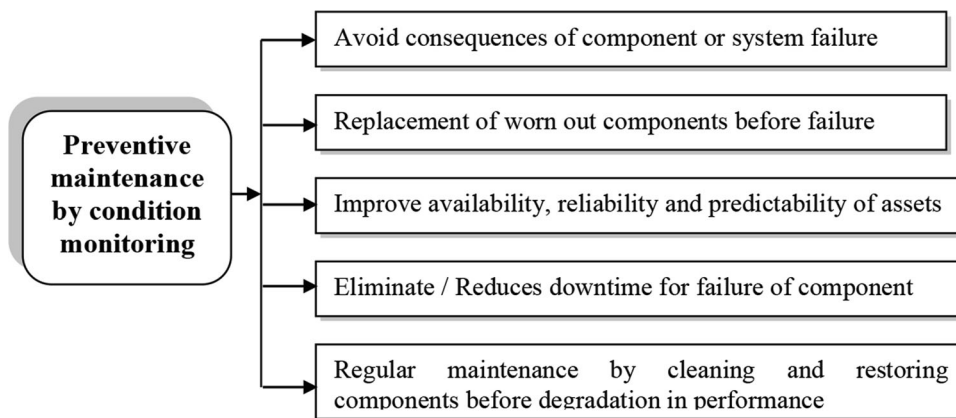 Preventive
maintenance
by condition
monitoring
Avoid consequences of component or system failure
Replacement of worn out components before failure
Improve availability, reliability and predictability of assets
Eliminate / Reduces downtime for failure of component
Regular maintenance by cleaning and restoring
components before degradation in performance